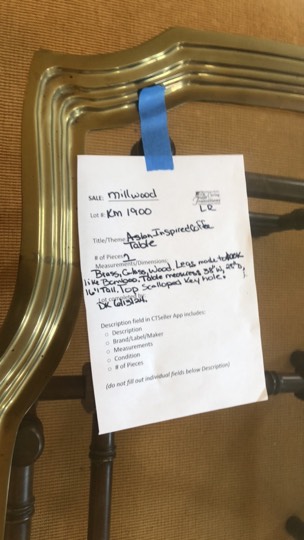 SALE: Millwood
Lot #: KM 1900
LR
Title/Theme: Asian Inspired Coffee
Table
# of Pieces: 1
Measurements/Dimensions:
Brass, Glass, Wood. Legs made to look
like Bamboo. Table measures 38"W, 29"D,
16" Tall. Top Scalloped Key hole.
Description field in CTSeller App includes:
○ Description
○ Brand/Label/Maker
○ Measurements
○ Condition
○ # of Pieces
(do not fill out individual fields below Description)